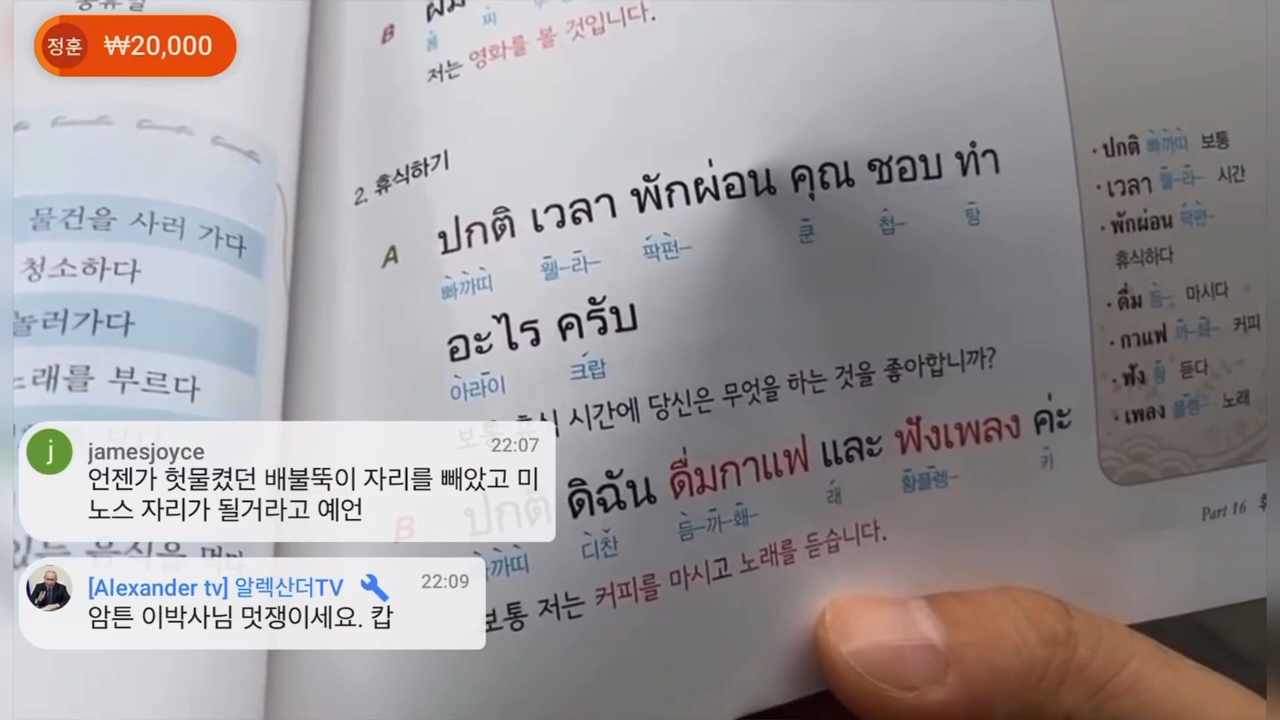 정훈 ₩20,000
물건을 사러 가다
청소하다
놀러가다
노래를 부르다
B
저는 영화를 볼 것입니다.
2. 휴식하기
A ปกติ เวลา พักผ่อน คุณ ชอบ ทำ
빠까띠 웰-라- 팍펀- 쿤 첩- 탐
อะไร ครับ
아라이 크랍
시간에 당신은 무엇을 하는 것을 좋아합니까?
B ปกติ ดิฉัน ดื่มกาแฟ และ ฟังเพลง ค่ะ
디찬 듬-까-홰- 래 황플렝- 카
보통 저는 커피를 마시고 노래를 듣습니다.
· ปกติ 빠까띠 보통
· เวลา 웰-라- 시간
· พักผ่อน 팍펀-
휴식하다
· ดื่ม 듬- 마시다
· กาแฟ 까-홰- 커피
· ฟัง 황 듣다
· เพลง 플렝- 노래
Part 16
j jamesjoyce 22:07
언젠가 헛물켰던 배불뚝이 자리를 빼았고 미
노스 자리가 될거라고 예언
[Alexander tv] 알렉산더TV 22:09
암튼 이박사님 멋쟁이세요. 캅